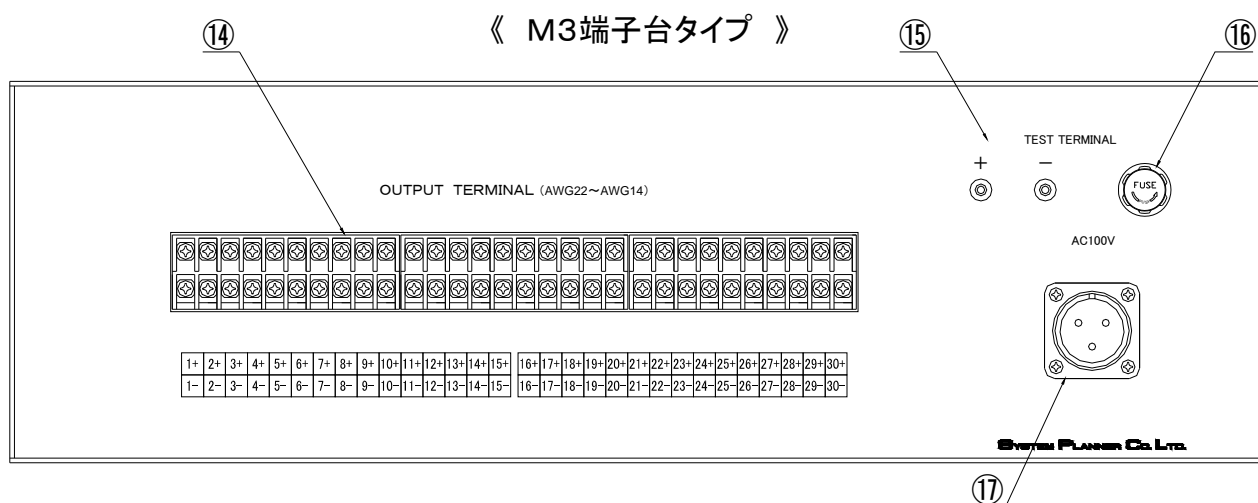 《 M3端子台タイプ 》
⑭
⑮
⑯
TEST TERMINAL
+ −
FUSE
OUTPUT TERMINAL (AWG22～AWG14)
AC100V
1+ 2+ 3+ 4+ 5+ 6+ 7+ 8+ 9+ 10+ 11+ 12+ 13+ 14+ 15+ 16+ 17+ 18+ 19+ 20+ 21+ 22+ 23+ 24+ 25+ 26+ 27+ 28+ 29+ 30+
1- 2- 3- 4- 5- 6- 7- 8- 9- 10- 11- 12- 13- 14- 15- 16- 17- 18- 19- 20- 21- 22- 23- 24- 25- 26- 27- 28- 29- 30-
SYSTEM PLANNER CO. LTD.
⑰